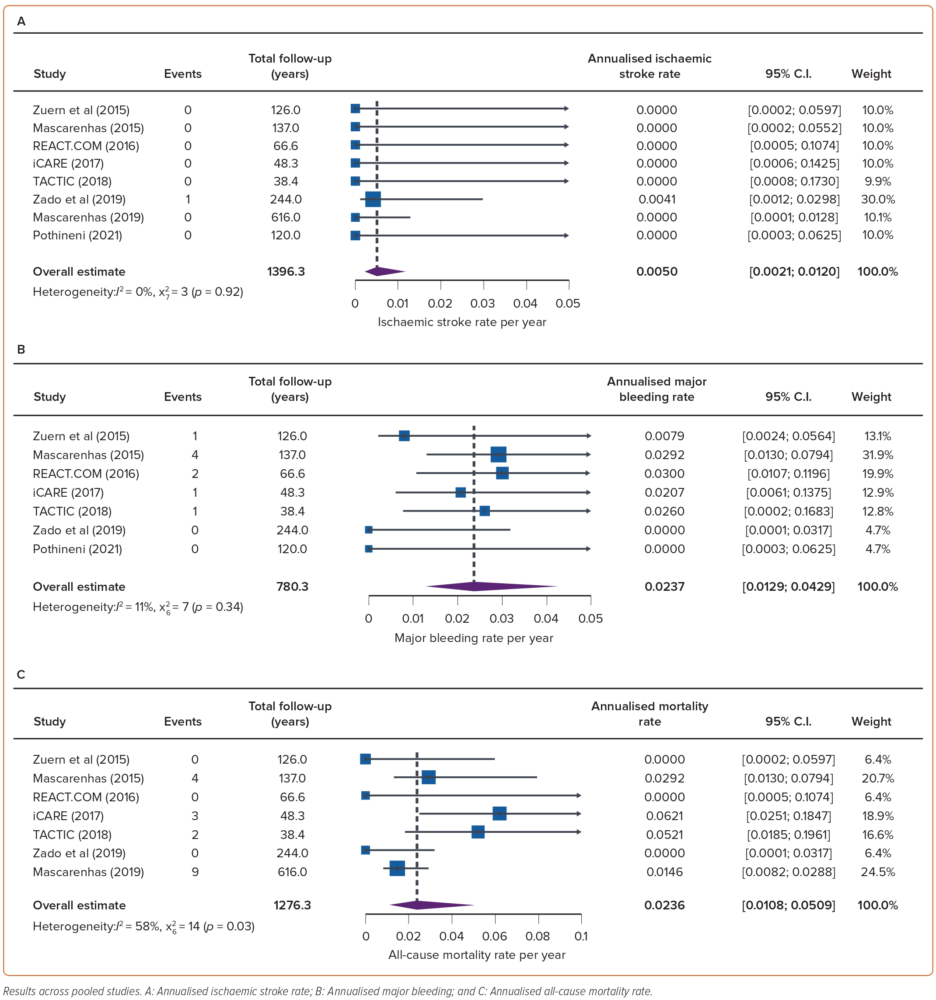 A
Total follow-up Annualised ischaemic
Study Events (years) stroke rate 95% C.I. Weight
Zuern et al (2015) 0 126.0 0.0000 [0.0002; 0.0597] 10.0%
Mascarenhas (2015) 0 137.0 0.0000 [0.0002; 0.0552] 10.0%
REACT.COM (2016) 0 66.6 0.0000 [0.0005; 0.1074] 10.0%
iCARE (2017) 0 48.3 0.0000 [0.0006; 0.1425] 10.0%
TACTIC (2018) 0 38.4 0.0000 [0.0008; 0.1730] 9.9%
Zado et al (2019) 1 244.0 0.0041 [0.0012; 0.0298] 30.0%
Mascarenhas (2019) 0 616.0 0.0000 [0.0001; 0.0128] 10.1%
Pothineni (2021) 0 120.0 0.0000 [0.0003; 0.0625] 10.0%
Overall estimate 1396.3 0.0050 [0.0021; 0.0120] 100.0%
Heterogeneity:I² = 0%, x²₇ = 3 (p = 0.92)
0 0.01 0.02 0.03 0.04 0.05
Ischaemic stroke rate per year
B
Total follow-up Annualised major
Study Events (years) bleeding rate 95% C.I. Weight
Zuern et al (2015) 1 126.0 0.0079 [0.0024; 0.0564] 13.1%
Mascarenhas (2015) 4 137.0 0.0292 [0.0130; 0.0794] 31.9%
REACT.COM (2016) 2 66.6 0.0300 [0.0107; 0.1196] 19.9%
iCARE (2017) 1 48.3 0.0207 [0.0061; 0.1375] 12.9%
TACTIC (2018) 1 38.4 0.0260 [0.0002; 0.1683] 12.8%
Zado et al (2019) 0 244.0 0.0000 [0.0001; 0.0317] 4.7%
Pothineni (2021) 0 120.0 0.0000 [0.0003; 0.0625] 4.7%
Overall estimate 780.3 0.0237 [0.0129; 0.0429] 100.0%
Heterogeneity:I² = 11%, x²₆ = 7 (p = 0.34)
0 0.01 0.02 0.03 0.04 0.05
Major bleeding rate per year
C
Total follow-up Annualised mortality
Study Events (years) rate 95% C.I. Weight
Zuern et al (2015) 0 126.0 0.0000 [0.0002; 0.0597] 6.4%
Mascarenhas (2015) 4 137.0 0.0292 [0.0130; 0.0794] 20.7%
REACT.COM (2016) 0 66.6 0.0000 [0.0005; 0.1074] 6.4%
iCARE (2017) 3 48.3 0.0621 [0.0251; 0.1847] 18.9%
TACTIC (2018) 2 38.4 0.0521 [0.0185; 0.1961] 16.6%
Zado et al (2019) 0 244.0 0.0000 [0.0001; 0.0317] 6.4%
Mascarenhas (2019) 9 616.0 0.0146 [0.0082; 0.0288] 24.5%
Overall estimate 1276.3 0.0236 [0.0108; 0.0509] 100.0%
Heterogeneity:I² = 58%, x²₆ = 14 (p = 0.03)
0 0.02 0.04 0.06 0.08 0.1
All-cause mortality rate per year
Results across pooled studies. A: Annualised ischaemic stroke rate; B: Annualised major bleeding; and C: Annualised all-cause mortality rate.